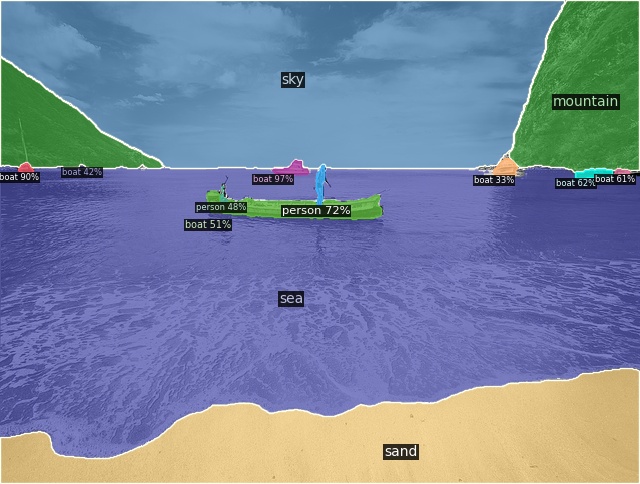 sky
mountain
boat 90%
boat 42%
boat 97%
boat 33%
boat 62%
boat 61%
person 48%
person 72%
boat 51%
sea
sand